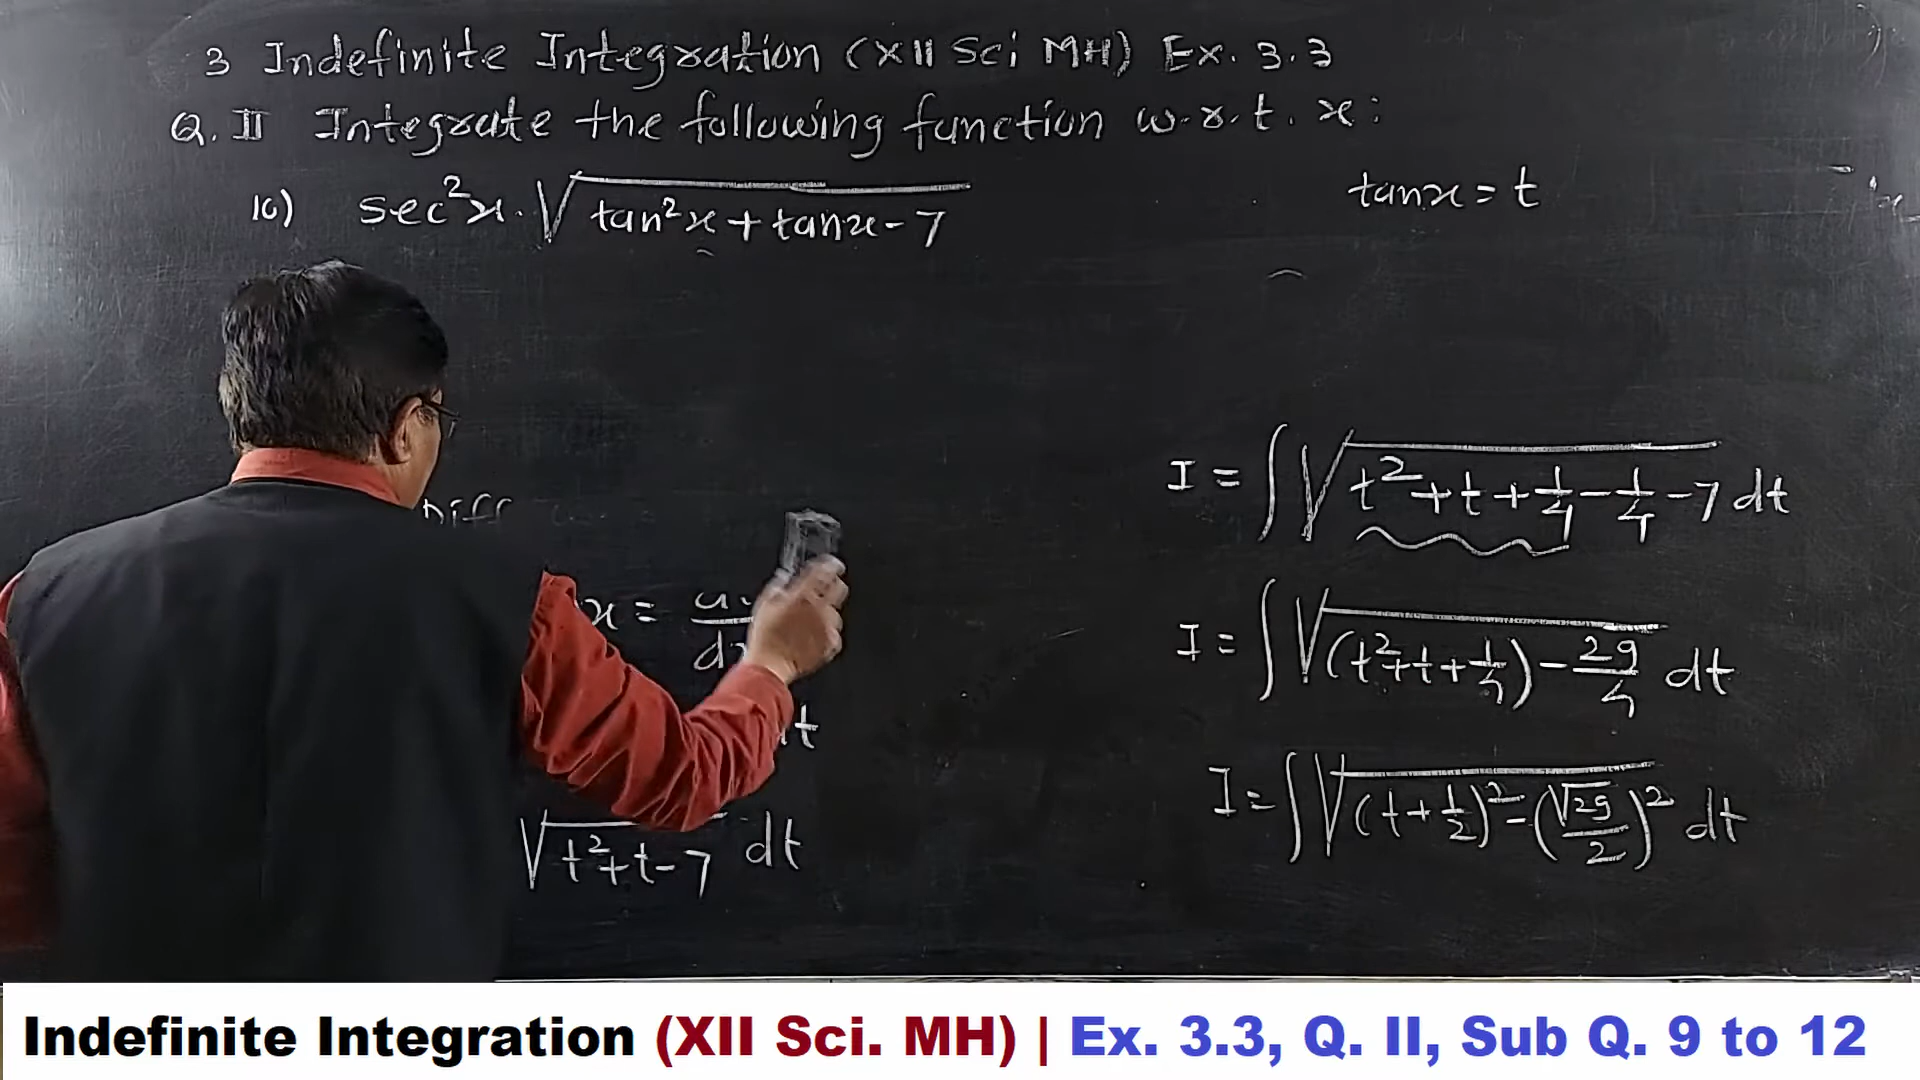 3 Indefinite Integration (XII Sci MH) Ex. 3.3
Q. II Integrate the following function w.r.t. x:
10) sec²x·√(tan²x+tanx-7)
tanx = t
Diff
x =
√(t²+t-7) dt
I = ∫√(t²+t+1/4-1/4-7) dt
I = ∫√((t²+t+1/4)-29/4) dt
I = ∫√((t+1/2)²-(√29/2)²) dt
Indefinite Integration (XII Sci. MH) | Ex. 3.3, Q. II, Sub Q. 9 to 12